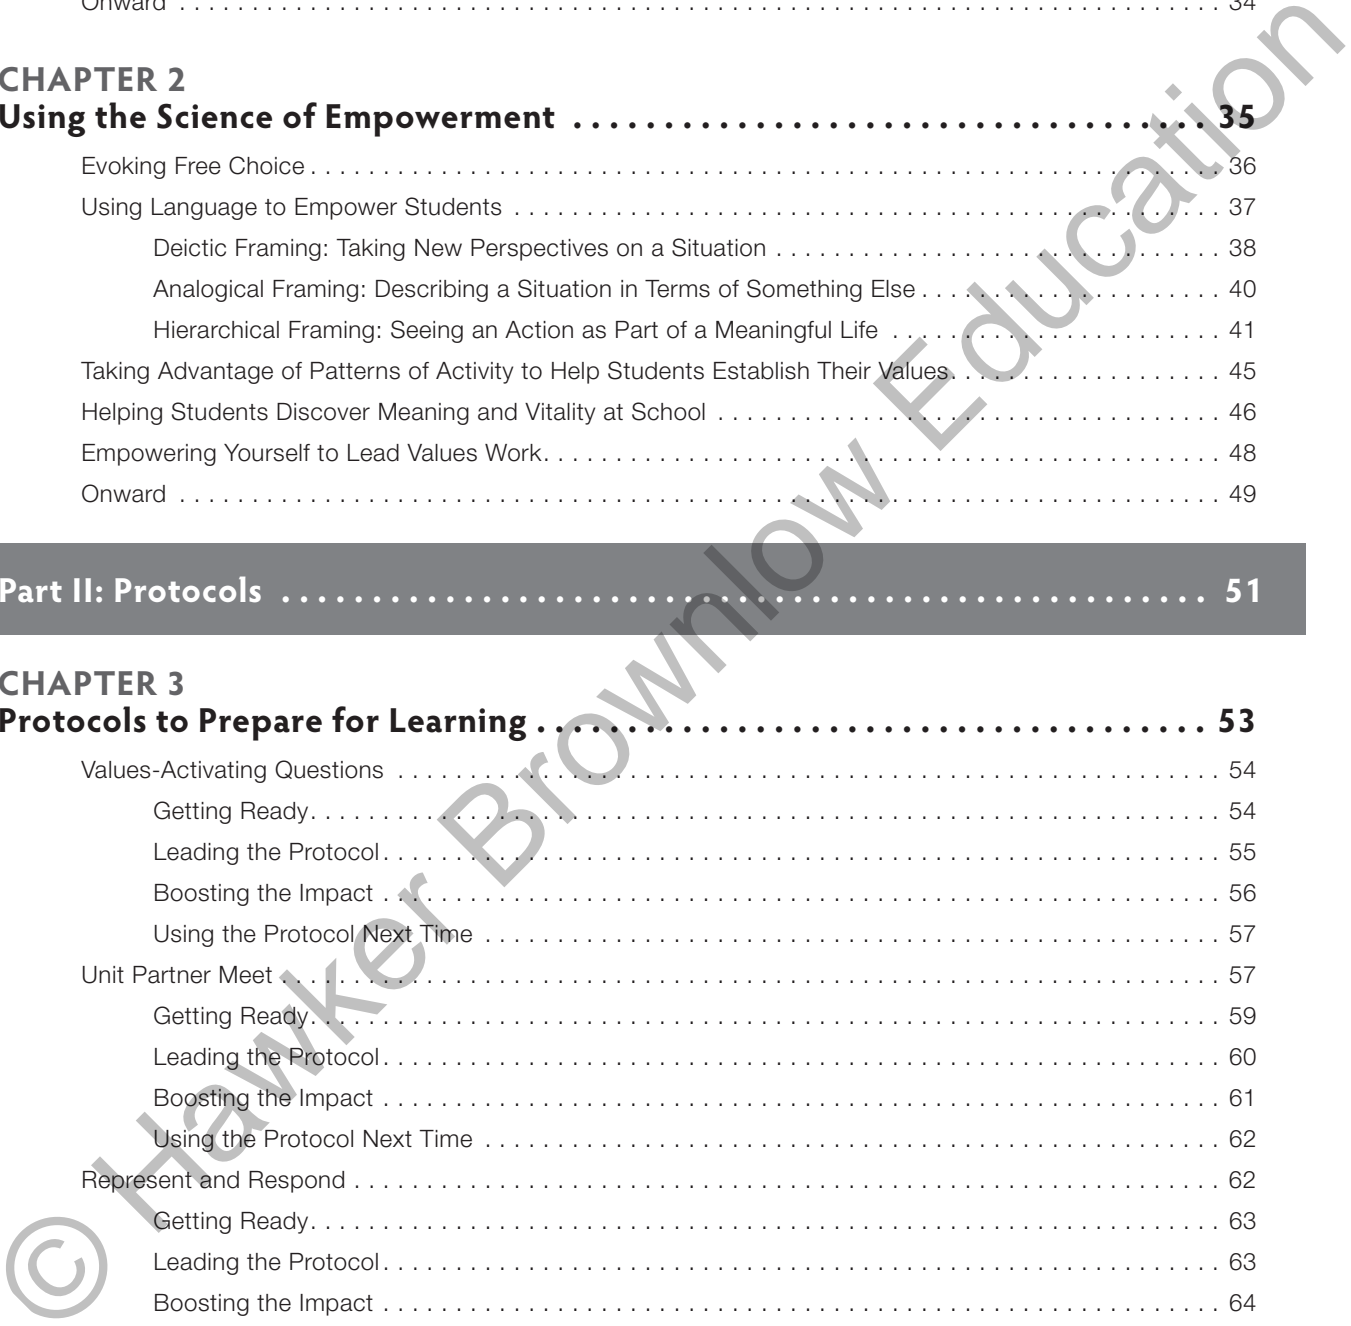 Onward . . . . . . . . . . . . . . . . . . . . 34
CHAPTER 2
Using the Science of Empowerment . . . . . . . . . . . . . . . . . . . . 35
Evoking Free Choice . . . . . . . . . . . . . . . . . . . . 36
Using Language to Empower Students . . . . . . . . . . . . . . . . . . . . 37
Deictic Framing: Taking New Perspectives on a Situation . . . . . . . . . . . . . . . . . . . . 38
Analogical Framing: Describing a Situation in Terms of Something Else . . . . . . . . . . . . . . . . . . . . 40
Hierarchical Framing: Seeing an Action as Part of a Meaningful Life . . . . . . . . . . . . . . . . . . . . 41
Taking Advantage of Patterns of Activity to Help Students Establish Their Values . . . . . . . . . . . . . . . . . . . . 45
Helping Students Discover Meaning and Vitality at School . . . . . . . . . . . . . . . . . . . . 46
Empowering Yourself to Lead Values Work . . . . . . . . . . . . . . . . . . . . 48
Onward . . . . . . . . . . . . . . . . . . . . 49
Part II: Protocols . . . . . . . . . . . . . . . . . . . . 51
CHAPTER 3
Protocols to Prepare for Learning . . . . . . . . . . . . . . . . . . . . 53
Values-Activating Questions . . . . . . . . . . . . . . . . . . . . 54
Getting Ready . . . . . . . . . . . . . . . . . . . . 54
Leading the Protocol . . . . . . . . . . . . . . . . . . . . 55
Boosting the Impact . . . . . . . . . . . . . . . . . . . . 56
Using the Protocol Next Time . . . . . . . . . . . . . . . . . . . . 57
Unit Partner Meet . . . . . . . . . . . . . . . . . . . . 57
Getting Ready . . . . . . . . . . . . . . . . . . . . 59
Leading the Protocol . . . . . . . . . . . . . . . . . . . . 60
Boosting the Impact . . . . . . . . . . . . . . . . . . . . 61
Using the Protocol Next Time . . . . . . . . . . . . . . . . . . . . 62
Represent and Respond . . . . . . . . . . . . . . . . . . . . 62
Getting Ready . . . . . . . . . . . . . . . . . . . . 63
Leading the Protocol . . . . . . . . . . . . . . . . . . . . 63
Boosting the Impact . . . . . . . . . . . . . . . . . . . . 64
© Hawker Brownlow Education